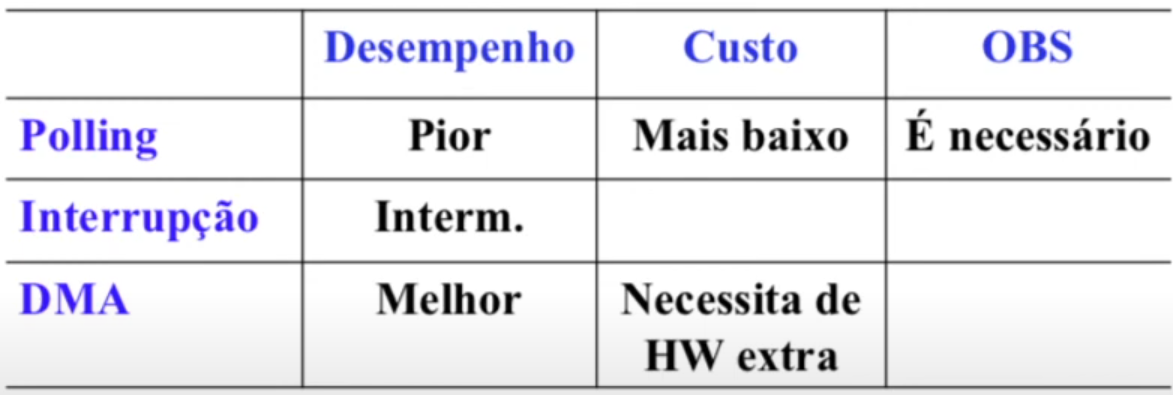 Desempenho Custo OBS
Polling Pior Mais baixo É necessário
Interrupção Interm.
DMA Melhor Necessita de
HW extra